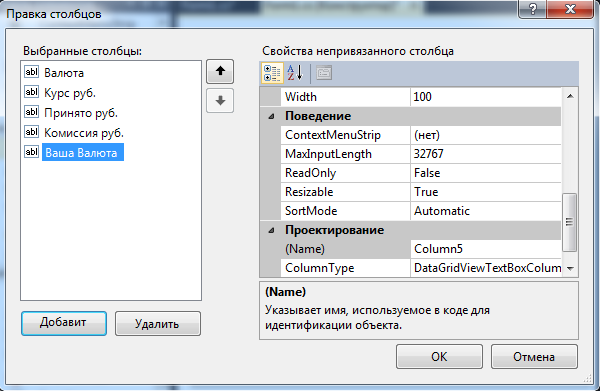 Правка столбцов
Выбранные столбцы:
Валюта
Курс руб.
Принято руб.
Комиссия руб.
Ваша Валюта
Добавит
Удалить
Свойства непривязанного столбца
Width 100
Поведение
ContextMenuStrip (нет)
MaxInputLength 32767
ReadOnly False
Resizable True
SortMode Automatic
Проектирование
(Name) Column5
ColumnType DataGridViewTextBoxColum
(Name)
Указывает имя, используемое в коде для
идентификации объекта.
OK
Отмена